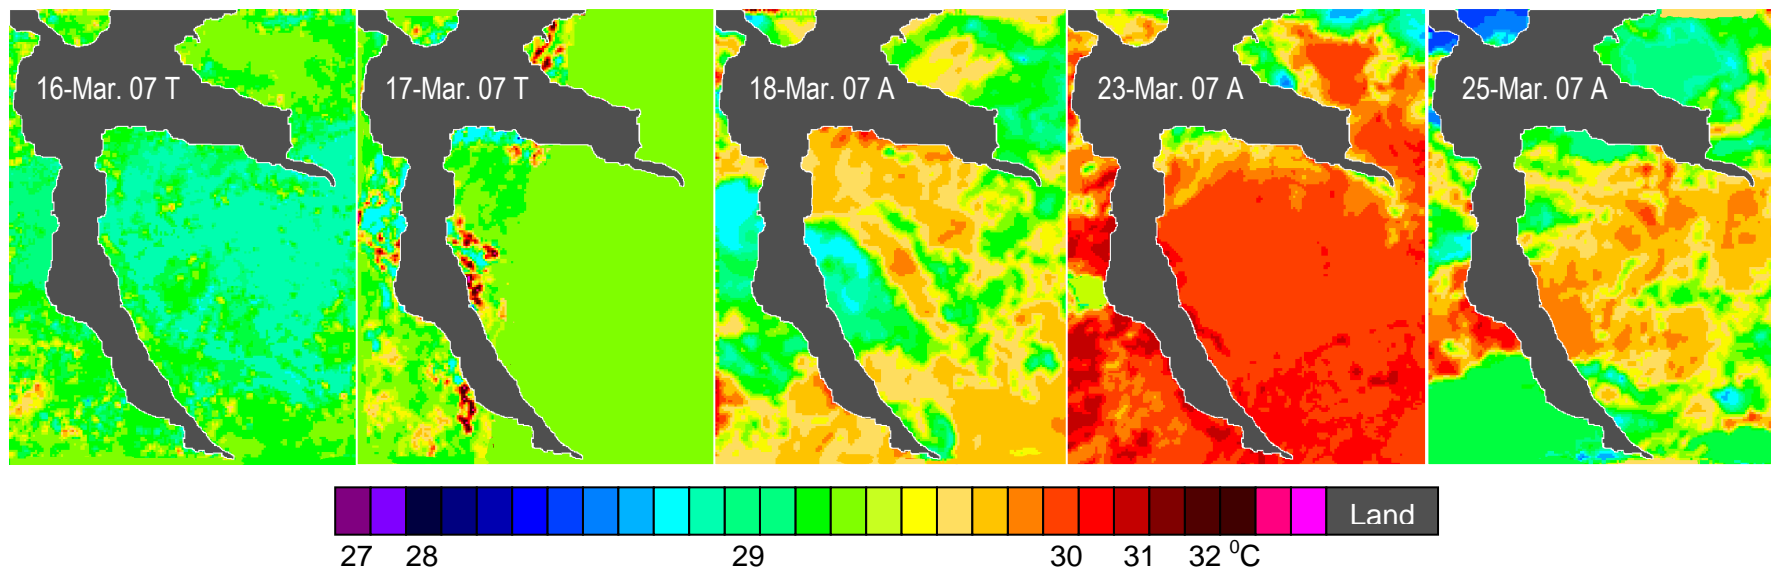 16-Mar. 07 T
17-Mar. 07 T
18-Mar. 07 A
23-Mar. 07 A
25-Mar. 07 A
Land
27 28 29 30 31 32 ⁰C